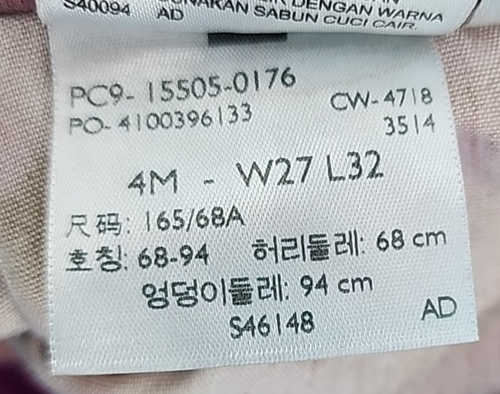 DENGAN WARNA
S40094 AD SABUN CUCI CAIR.
PC9- 15505-0176
PO- 4100396133
CW- 4718
3514
4M - W27 L32
尺码: 165/68A
호칭: 68-94 허리둘레: 68 cm
엉덩이둘레: 94 cm
S46148
AD